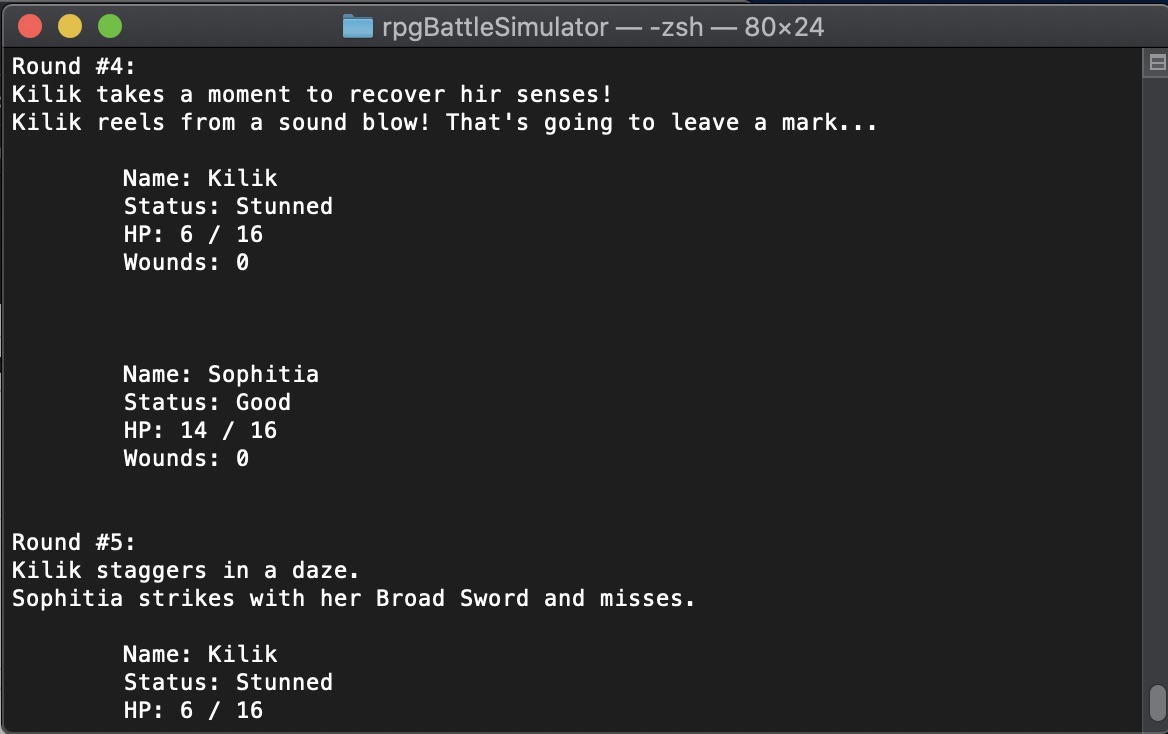 rpgBattleSimulator — -zsh — 80×24
Round #4:
Kilik takes a moment to recover hir senses!
Kilik reels from a sound blow! That's going to leave a mark...
Name: Kilik
Status: Stunned
HP: 6 / 16
Wounds: 0
Name: Sophitia
Status: Good
HP: 14 / 16
Wounds: 0
Round #5:
Kilik staggers in a daze.
Sophitia strikes with her Broad Sword and misses.
Name: Kilik
Status: Stunned
HP: 6 / 16